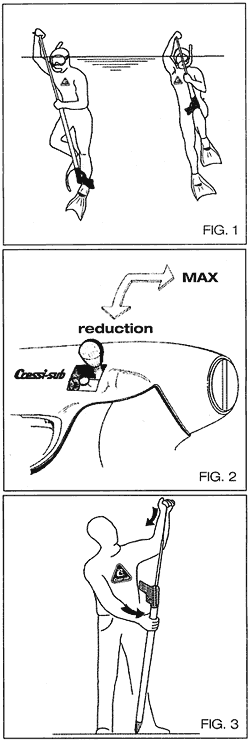 FIG. 1
MAX
reduction
Cressi-sub
FIG. 2
FIG. 3